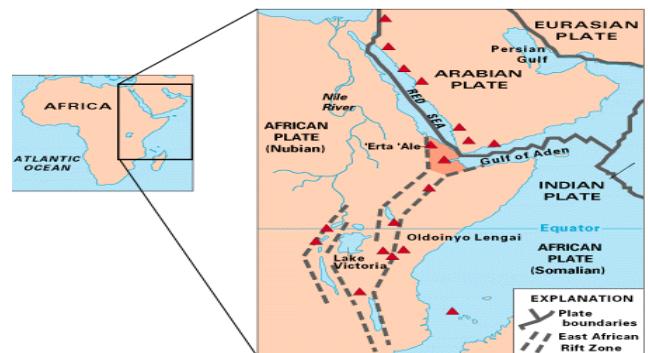 AFRICA
ATLANTIC
OCEAN
EURASIAN
PLATE
Persian
Gulf
ARABIAN
PLATE
Nile
River
RED SEA
AFRICAN
PLATE
(Nubian)
'Erta 'Ale
Gulf of Aden
INDIAN
PLATE
Equator
Oldoinyo Lengai
AFRICAN
PLATE
(Somalian)
Lake
Victoria
EXPLANATION
Plate
boundaries
East African
Rift Zone